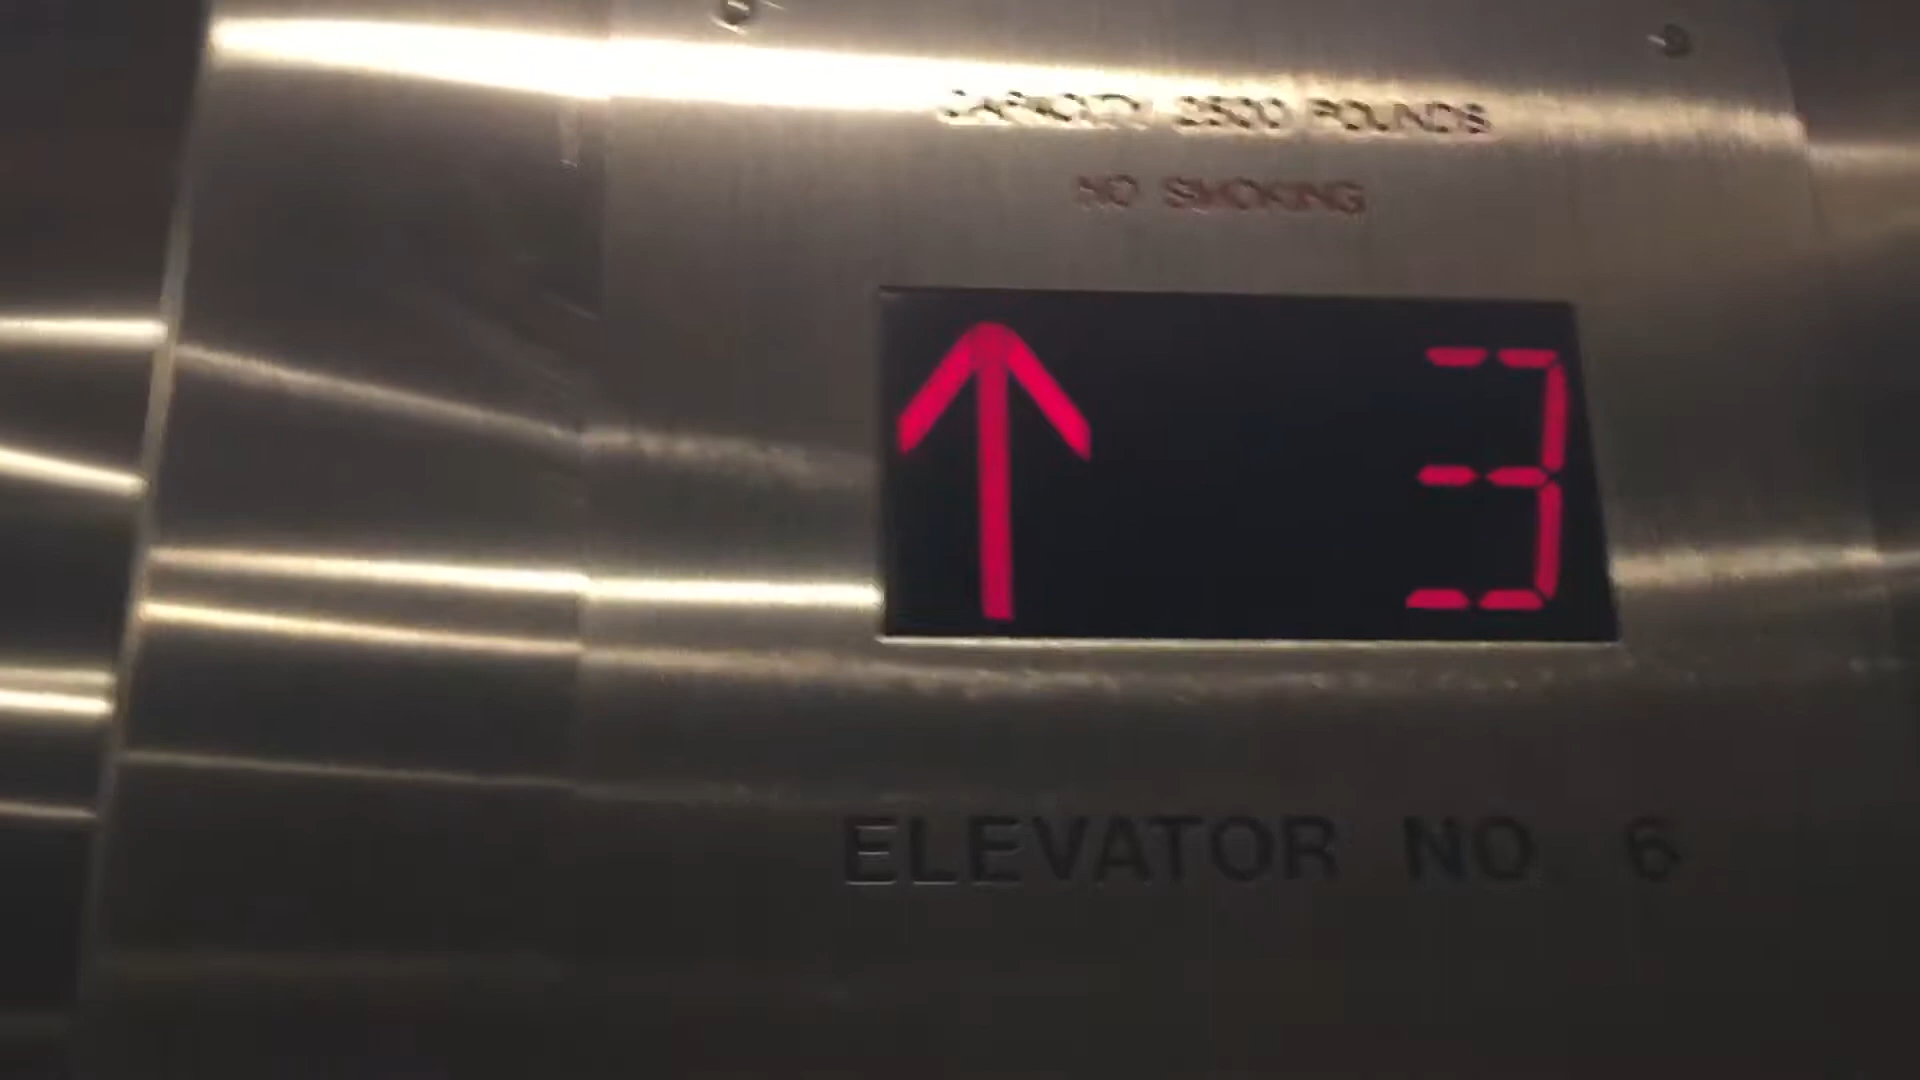 CAPACITY 2500 POUNDS
NO SMOKING
↑ 3
ELEVATOR NO 6